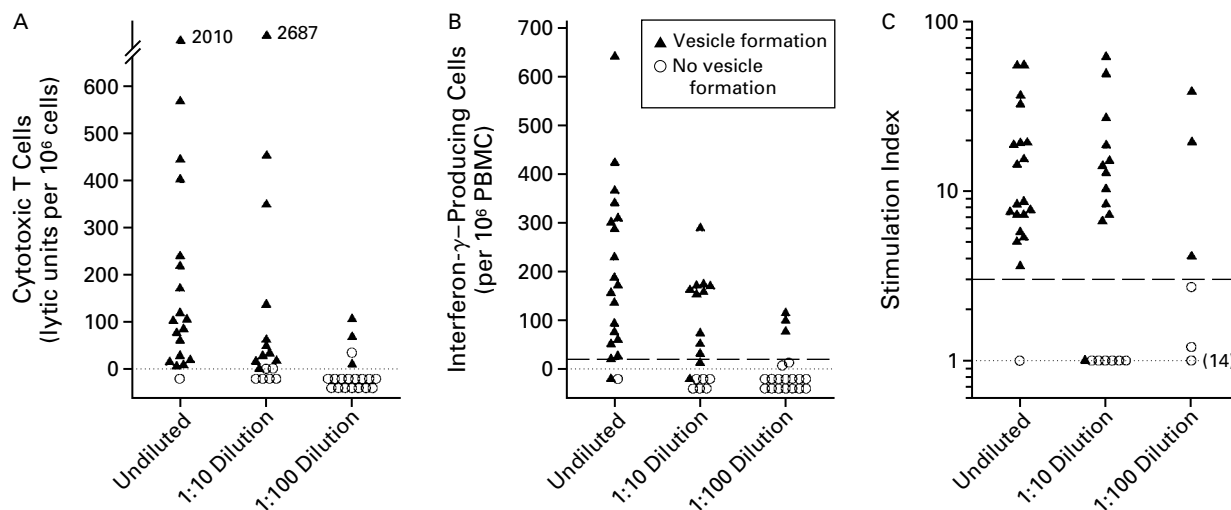 A
Cytotoxic T Cells
(lytic units per 10⁶ cells)
600
500
400
300
200
100
0
2010
2687
Undiluted
1:10 Dilution
1:100 Dilution
B
Interferon-γ–Producing Cells
(per 10⁶ PBMC)
700
600
500
400
300
200
100
0
Vesicle formation
No vesicle
formation
Undiluted
1:10 Dilution
1:100 Dilution
C
Stimulation Index
100
10
1
(14)
Undiluted
1:10 Dilution
1:100 Dilution